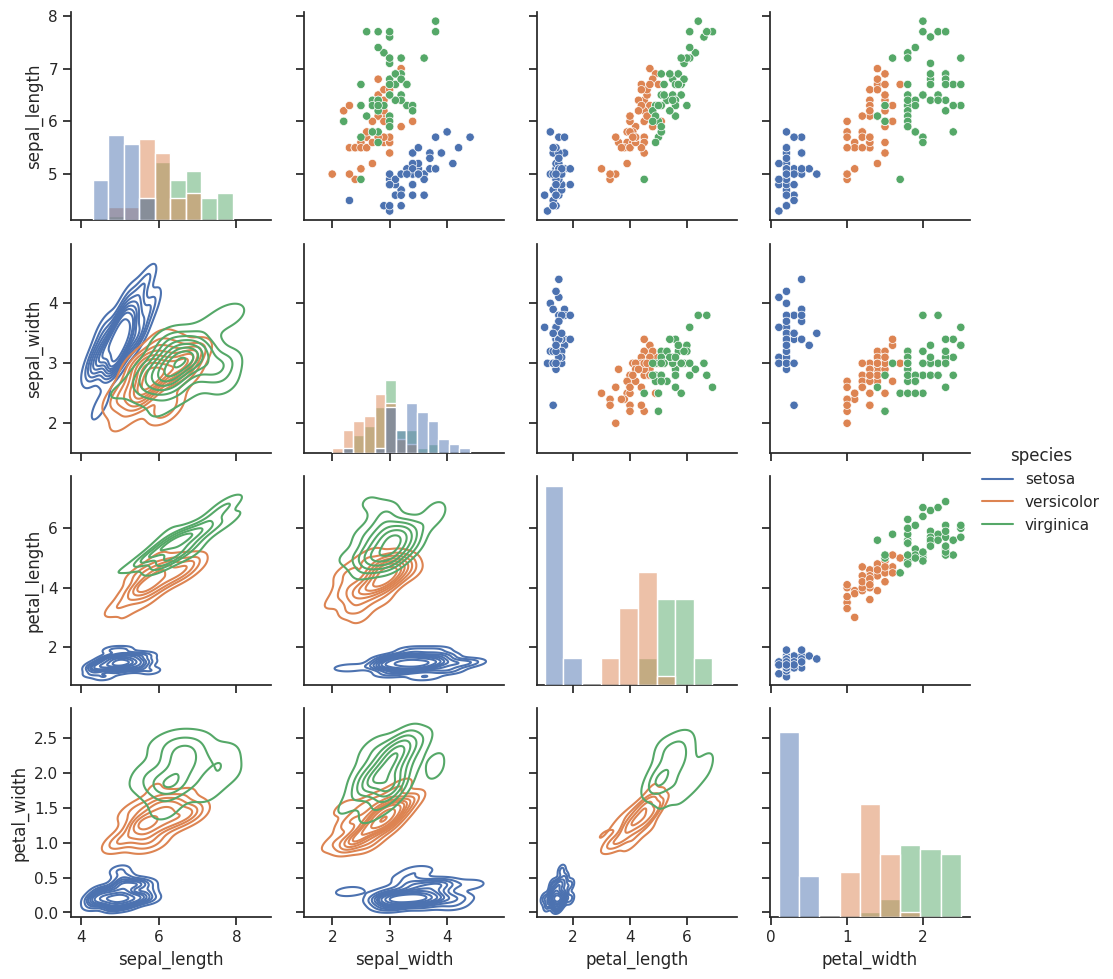 8
7
6
5
sepal_length
4
3
2
sepal_width
species
setosa
versicolor
virginica
6
4
2
petal_length
2.5
2.0
1.5
1.0
0.5
0.0
petal_width
4 6 8
2 3 4
2 4 6
0 1 2
sepal_length
sepal_width
petal_length
petal_width